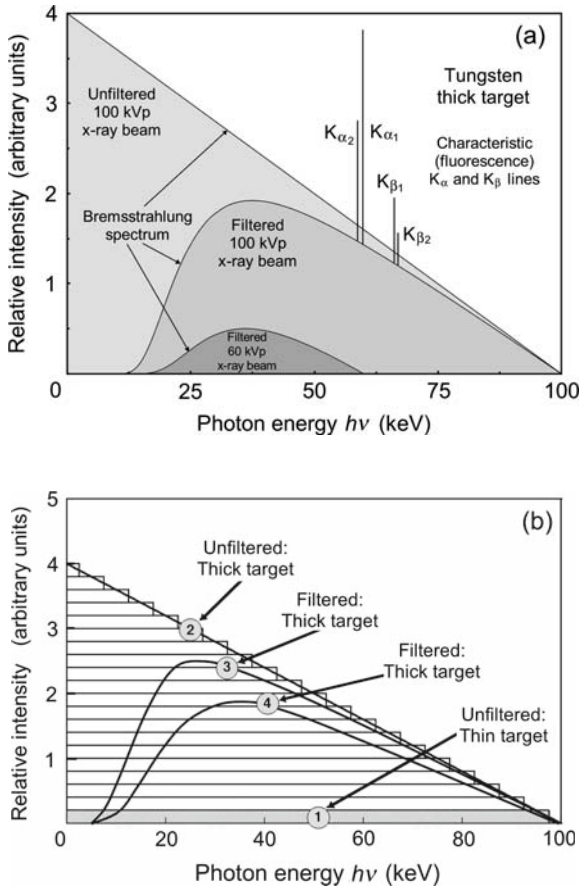 (a)
Relative intensity (arbitrary units)
4
3
2
1
0
Unfiltered
100 kVp
x-ray beam
Bremsstrahlung
spectrum
Filtered
100 kVp
x-ray beam
Filtered
60 kVp
x-ray beam
Kα2
Kα1
Kβ1
Kβ2
Tungsten
thick target
Characteristic
(fluorescence)
Kα and Kβ lines
0 25 50 75 100
Photon energy hν (keV)
(b)
Relative intensity (arbitrary units)
5
4
3
2
1
0
Unfiltered:
Thick target
2
Filtered:
Thick target
3
Filtered:
Thick target
4
Unfiltered:
Thin target
1
0 20 40 60 80 100
Photon energy hν (keV)